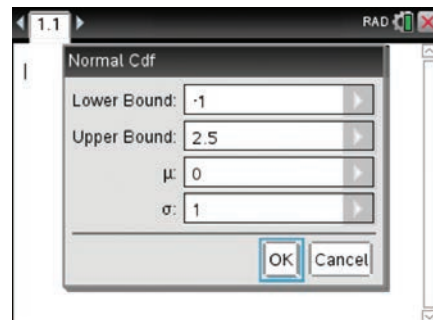 1.1
RAD
Normal Cdf
Lower Bound: -1
Upper Bound: 2.5
μ: 0
σ: 1
OK Cancel